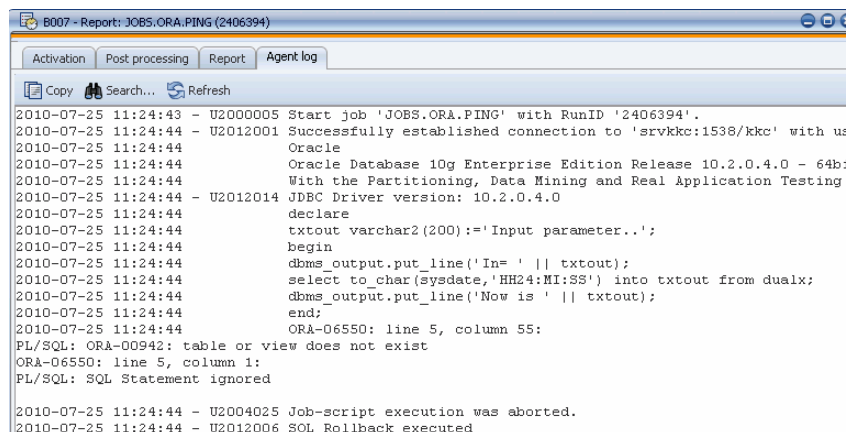 B007 - Report: JOBS.ORA.PING (2406394)
Activation Post processing Report Agent log
Copy Search... Refresh
2010-07-25 11:24:43 - U2000005 Start job 'JOBS.ORA.PING' with RunID '2406394'.
2010-07-25 11:24:44 - U2012001 Successfully established connection to 'srvkkc:1538/kkc' with us
2010-07-25 11:24:44 Oracle
2010-07-25 11:24:44 Oracle Database 10g Enterprise Edition Release 10.2.0.4.0 - 64bi
2010-07-25 11:24:44 With the Partitioning, Data Mining and Real Application Testing
2010-07-25 11:24:44 - U2012014 JDBC Driver version: 10.2.0.4.0
2010-07-25 11:24:44 declare
2010-07-25 11:24:44 txtout varchar2(200):='Input parameter..';
2010-07-25 11:24:44 begin
2010-07-25 11:24:44 dbms_output.put_line('In= ' || txtout);
2010-07-25 11:24:44 select to_char(sysdate,'HH24:MI:SS') into txtout from dualx;
2010-07-25 11:24:44 dbms_output.put_line('Now is ' || txtout);
2010-07-25 11:24:44 end;
2010-07-25 11:24:44 ORA-06550: line 5, column 55:
PL/SQL: ORA-00942: table or view does not exist
ORA-06550: line 5, column 1:
PL/SQL: SQL Statement ignored
2010-07-25 11:24:44 - U2004025 Job-script execution was aborted.
2010-07-25 11:24:44 - U2012006 SQL Rollback executed